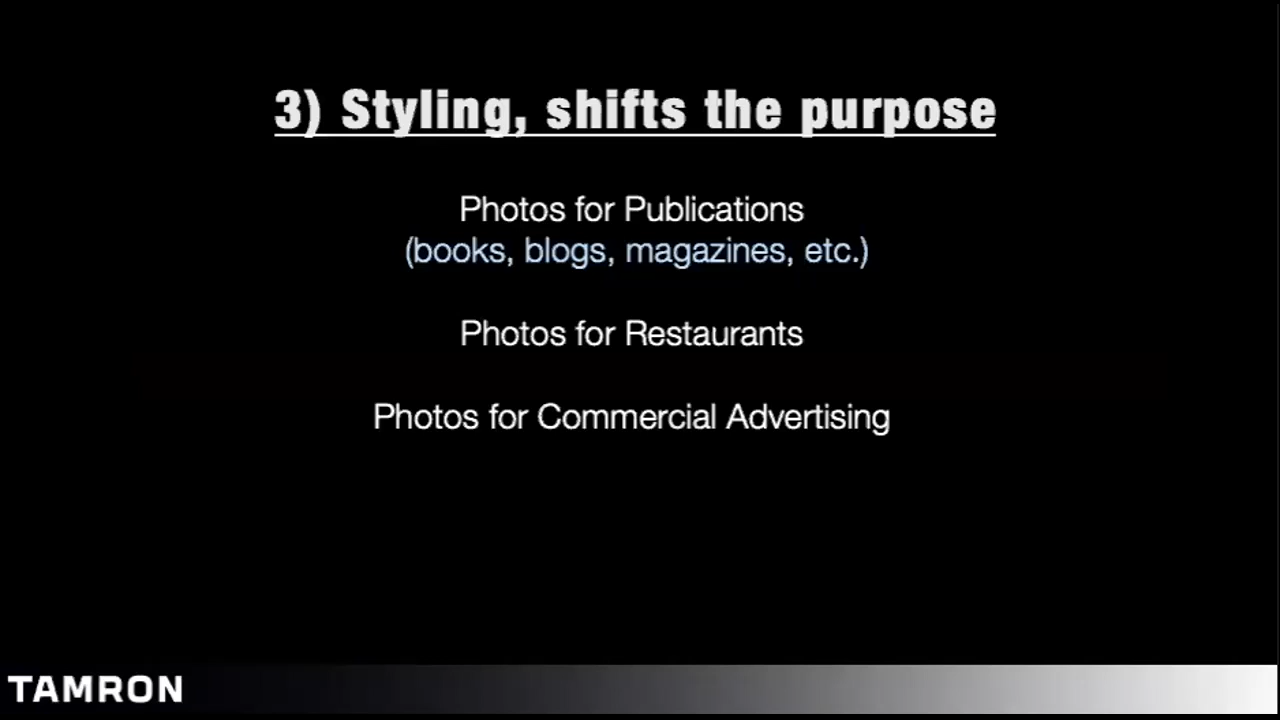 3) Styling, shifts the purpose
Photos for Publications
(books, blogs, magazines, etc.)
Photos for Restaurants
Photos for Commercial Advertising
TAMRON